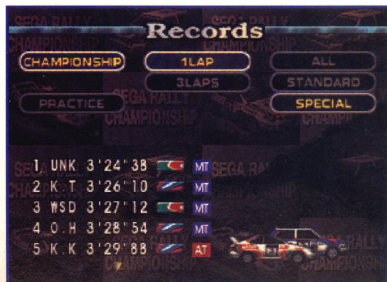 Records
CHAMPIONSHIP 1LAP ALL
3LAPS STANDARD
PRACTICE SPECIAL
1 UNK 3'24"38 MT
2 K.T 3'26"10 MT
3 WSD 3'27"12 MT
4 O.H 3'28"54 MT
5 K.K 3'29"88 AT
SEGA RALLY
CHAMPIONSHIP